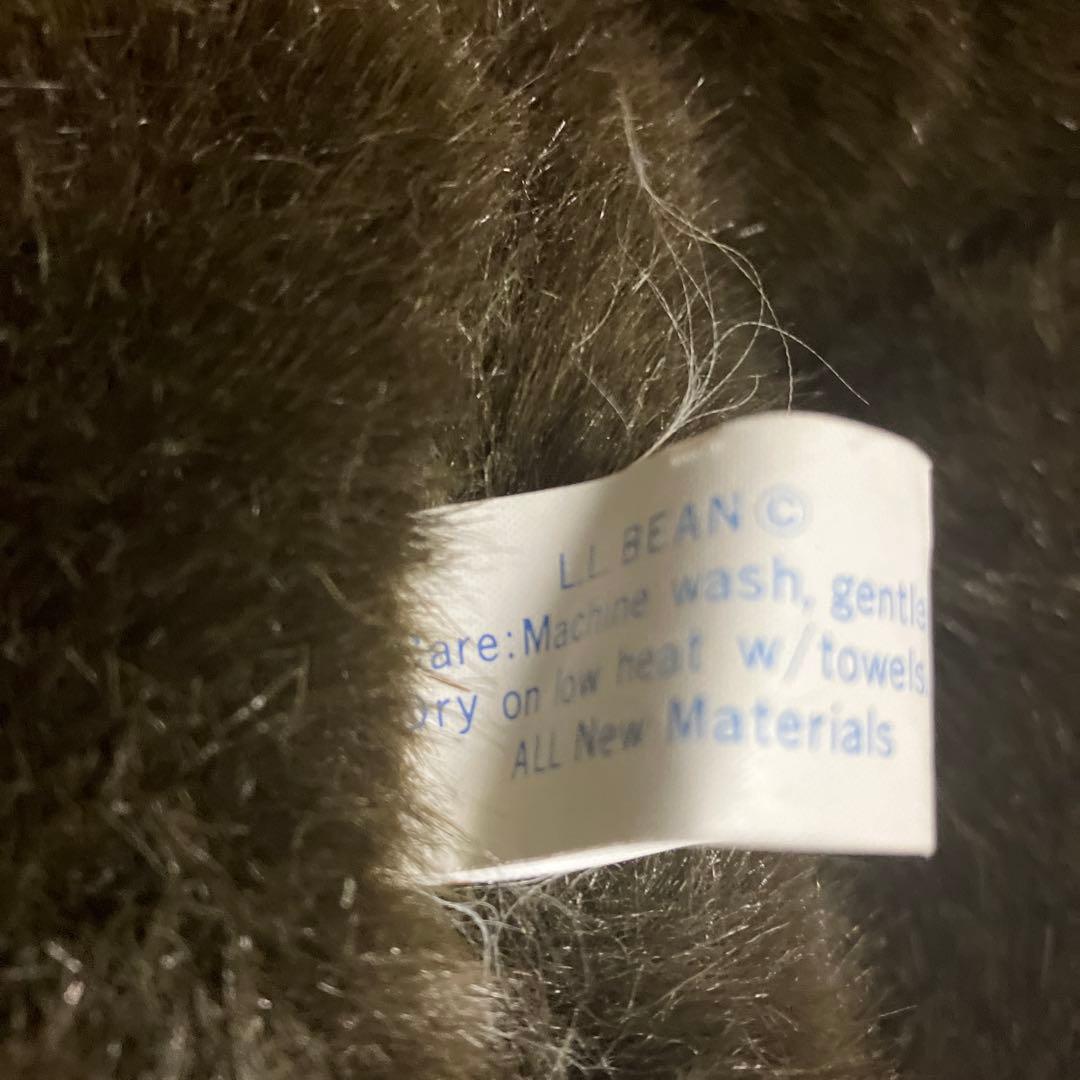 L.L. BEAN ©
Care: Machine wash, gentle
Dry on low heat w/towels.
ALL New Materials